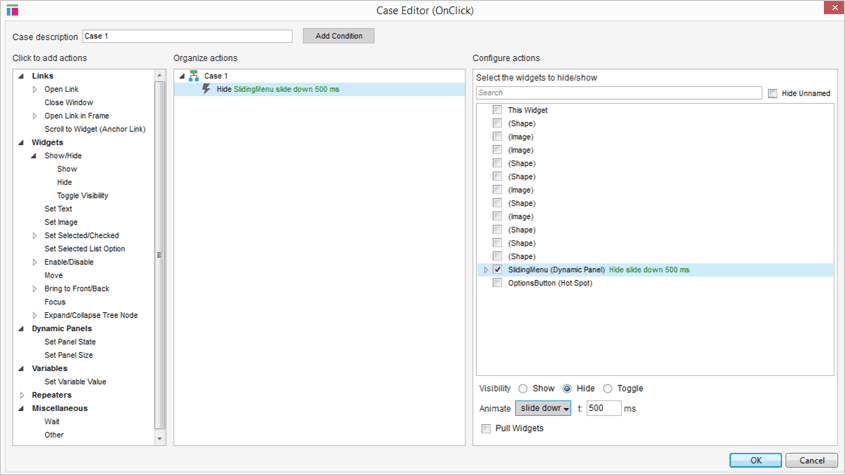 Case Editor (OnClick)
Case description Case 1 Add Condition
Click to add actions
Links
Open Link
Close Window
Open Link in Frame
Scroll to Widget (Anchor Link)
Widgets
Show/Hide
Show
Hide
Toggle Visibility
Set Text
Set Image
Set Selected/Checked
Set Selected List Option
Enable/Disable
Move
Bring to Front/Back
Focus
Expand/Collapse Tree Node
Dynamic Panels
Set Panel State
Set Panel Size
Variables
Set Variable Value
Repeaters
Miscellaneous
Wait
Other
Organize actions
Case 1
Hide SlidingMenu slide down 500 ms
Configure actions
Select the widgets to hide/show
Search Hide Unnamed
This Widget
(Shape)
(Image)
(Image)
(Shape)
(Shape)
(Image)
(Shape)
(Image)
(Shape)
(Shape)
(Shape)
SlidingMenu (Dynamic Panel) Hide slide down 500 ms
OptionsButton (Hot Spot)
Visibility Show Hide Toggle
Animate slide dowr t: 500 ms
Pull Widgets
OK Cancel